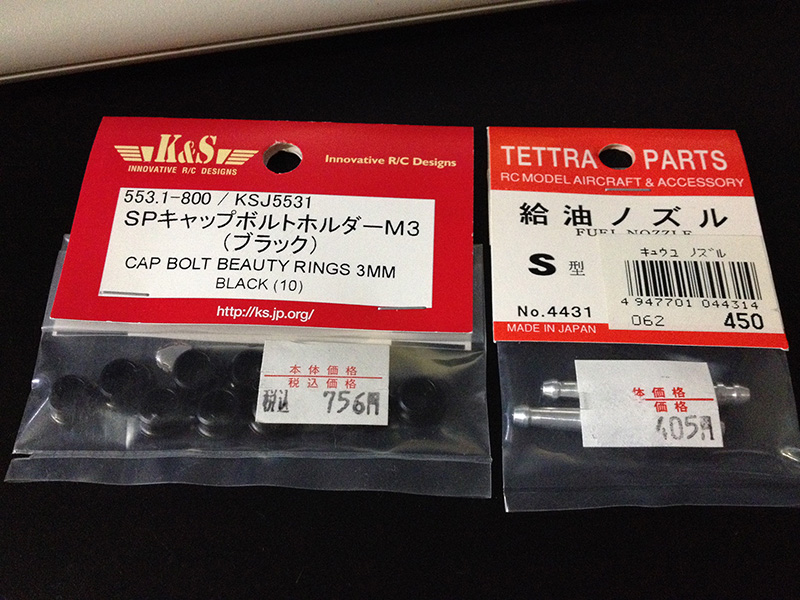 K&S
INNOVATIVE R/C DESIGNS
Innovative R/C Designs
553.1-800 / KSJ5531
SPキャップボルトホルダーM3
(ブラック)
CAP BOLT BEAUTY RINGS 3MM
BLACK (10)
http://ks.jp.org/
本体価格
税込価格
税込 756円
TETTRA PARTS
RC MODEL AIRCRAFT & ACCESSORY
給油ノズル
FUEL NOZZLE
S型
キュウユ ノズル
4 947701 044314
062 450
No.4431
MADE IN JAPAN
体価格
価格
405円